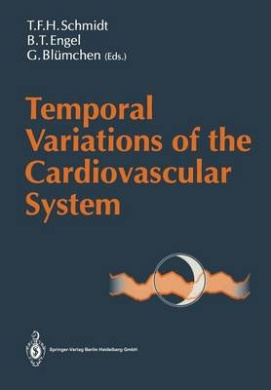 T.F.H.Schmidt
B.T.Engel
G.Blümchen (Eds.)
Temporal
Variations of the
Cardiovascular
System
Springer-Verlag Berlin Heidelberg GmbH